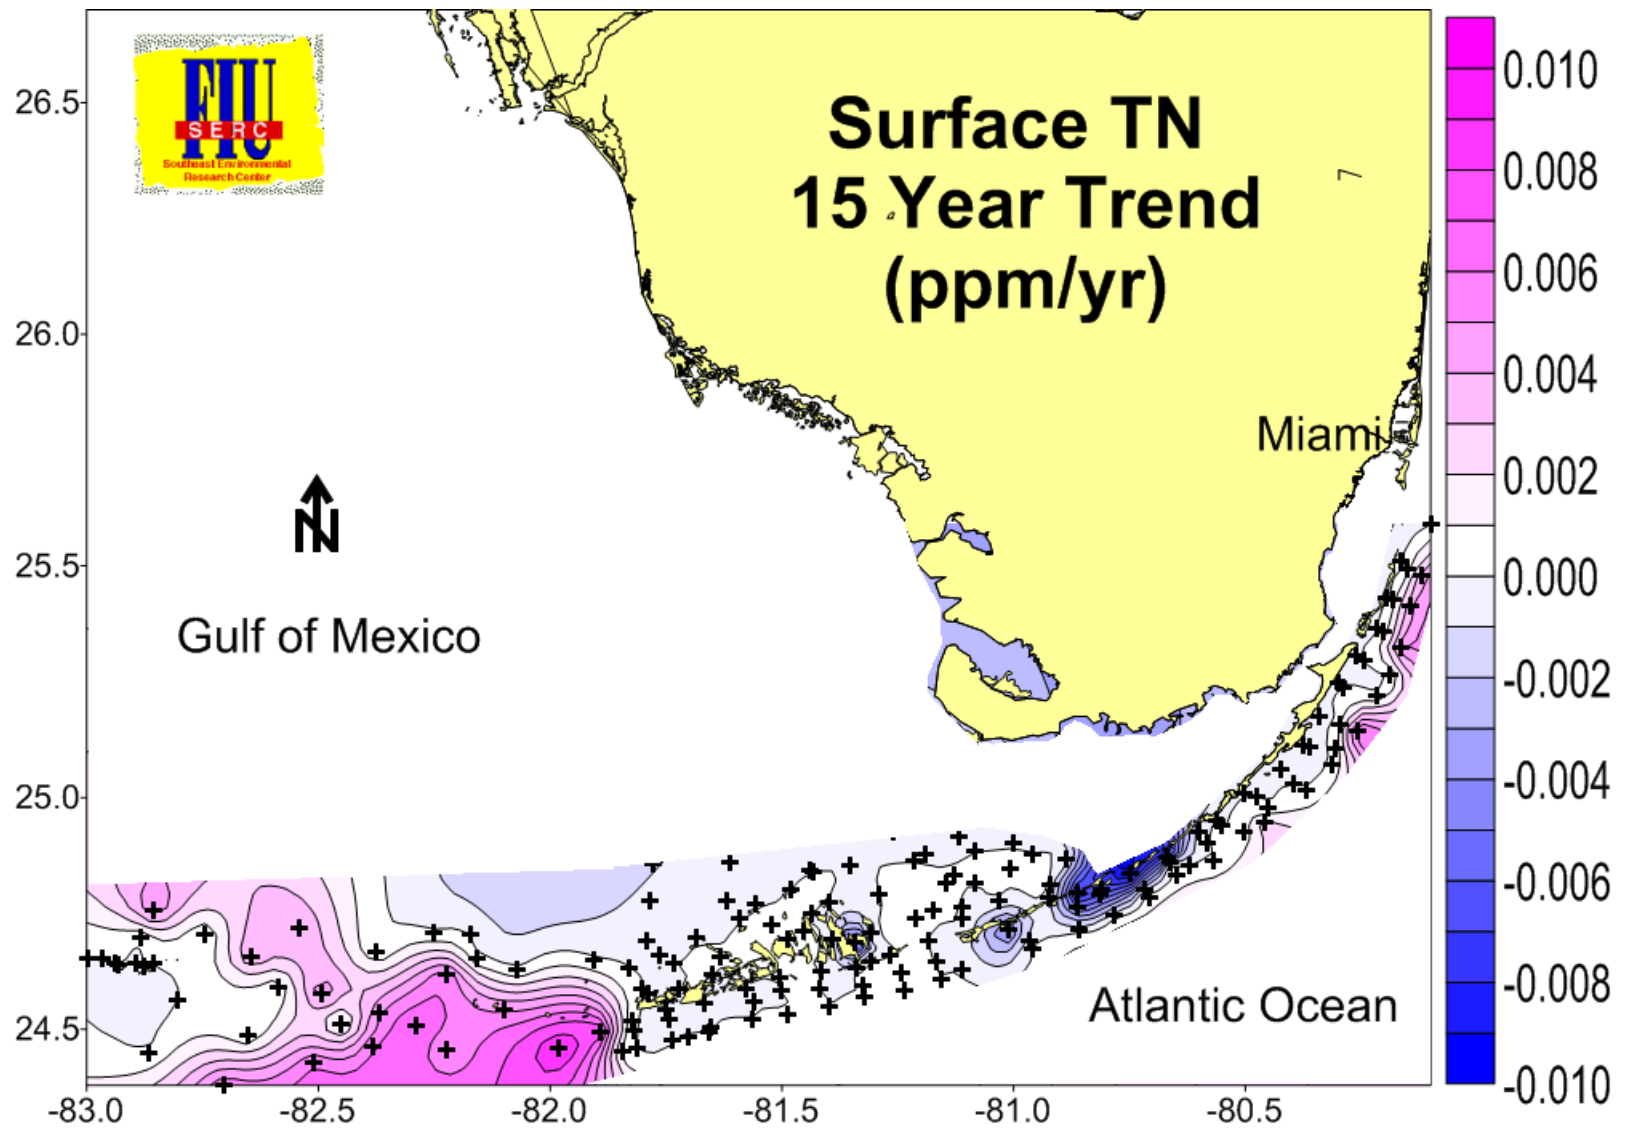 FIU
SERC
Southeast Environmental
Research Center
Surface TN
15 Year Trend
(ppm/yr)
Miami
N
Gulf of Mexico
Atlantic Ocean
26.5
26.0
25.5
25.0
24.5
-83.0
-82.5
-82.0
-81.5
-81.0
-80.5
0.010
0.008
0.006
0.004
0.002
0.000
-0.002
-0.004
-0.006
-0.008
-0.010